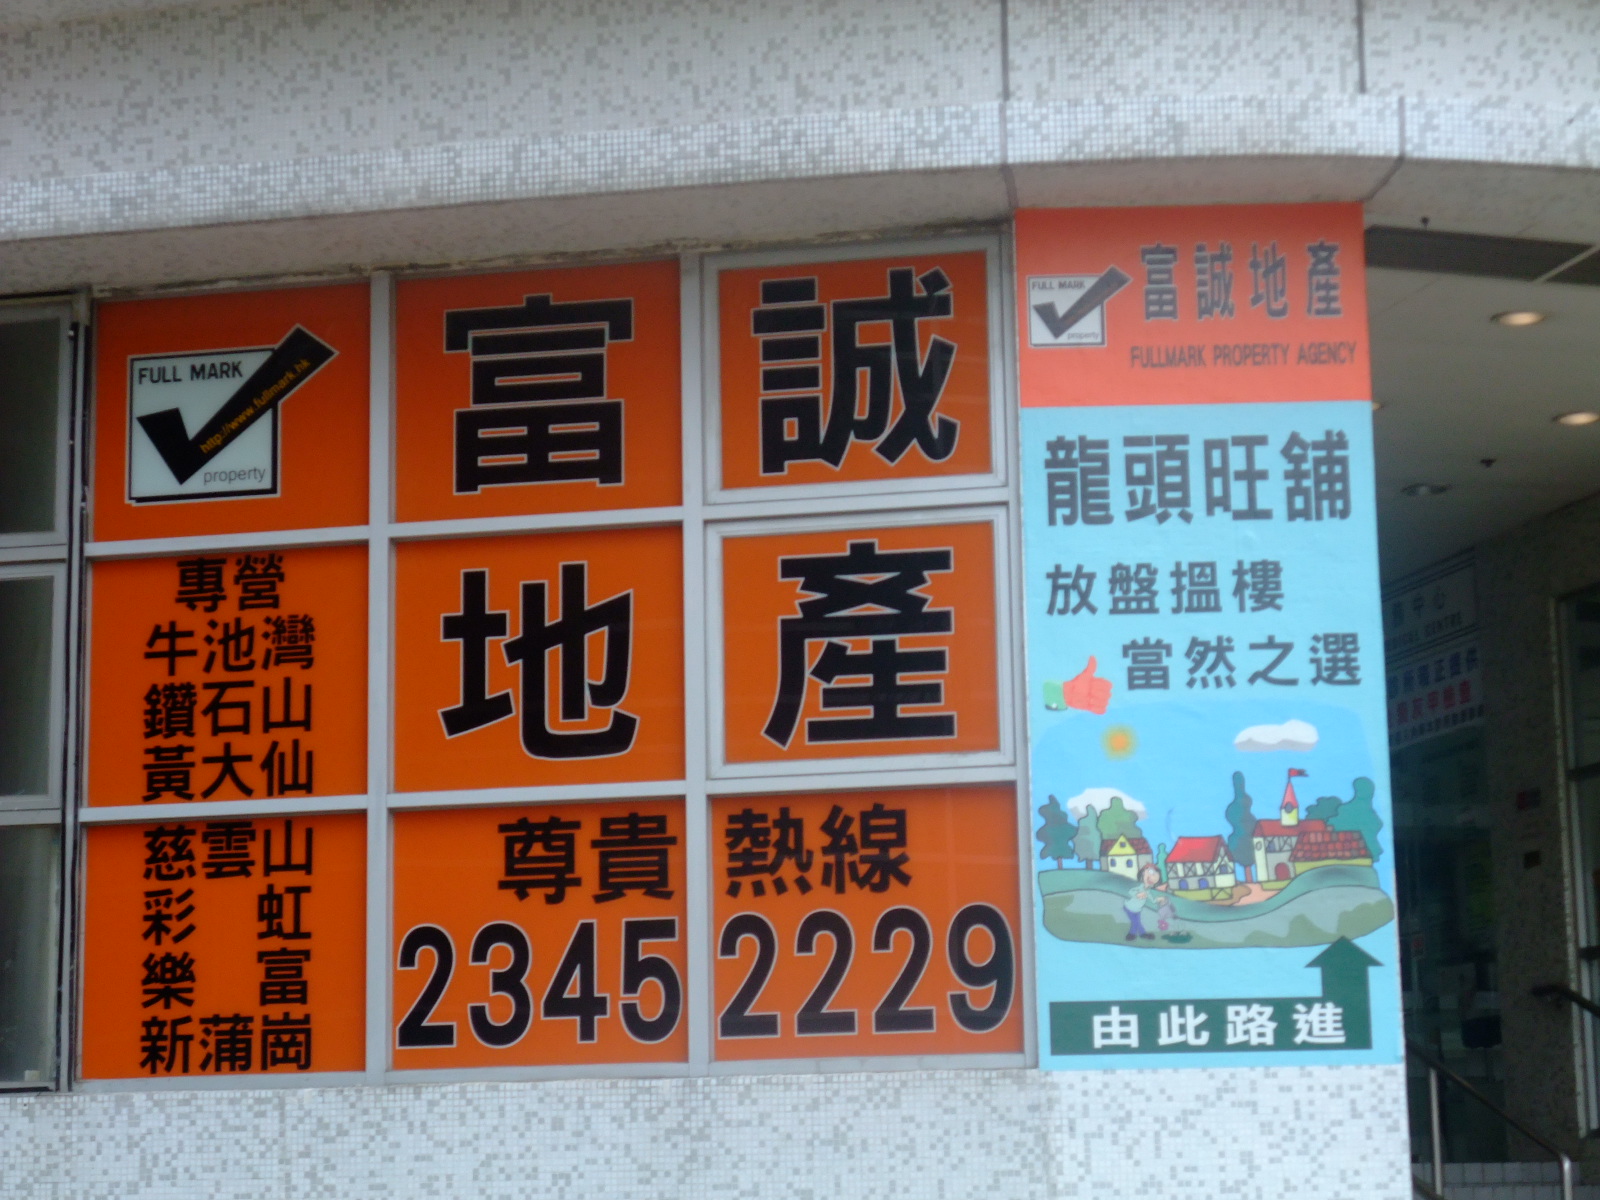 FULL MARK
http://www.fullmark.hk
property
富誠
地產
專營
牛池灣
鑽石山
黃大仙
慈雲山
彩虹
樂富
新蒲崗
尊貴熱線
2345 2229
FULL MARK
property
富誠地產
FULLMARK PROPERTY AGENCY
龍頭旺舖
放盤搵樓
當然之選
由此路進
中心